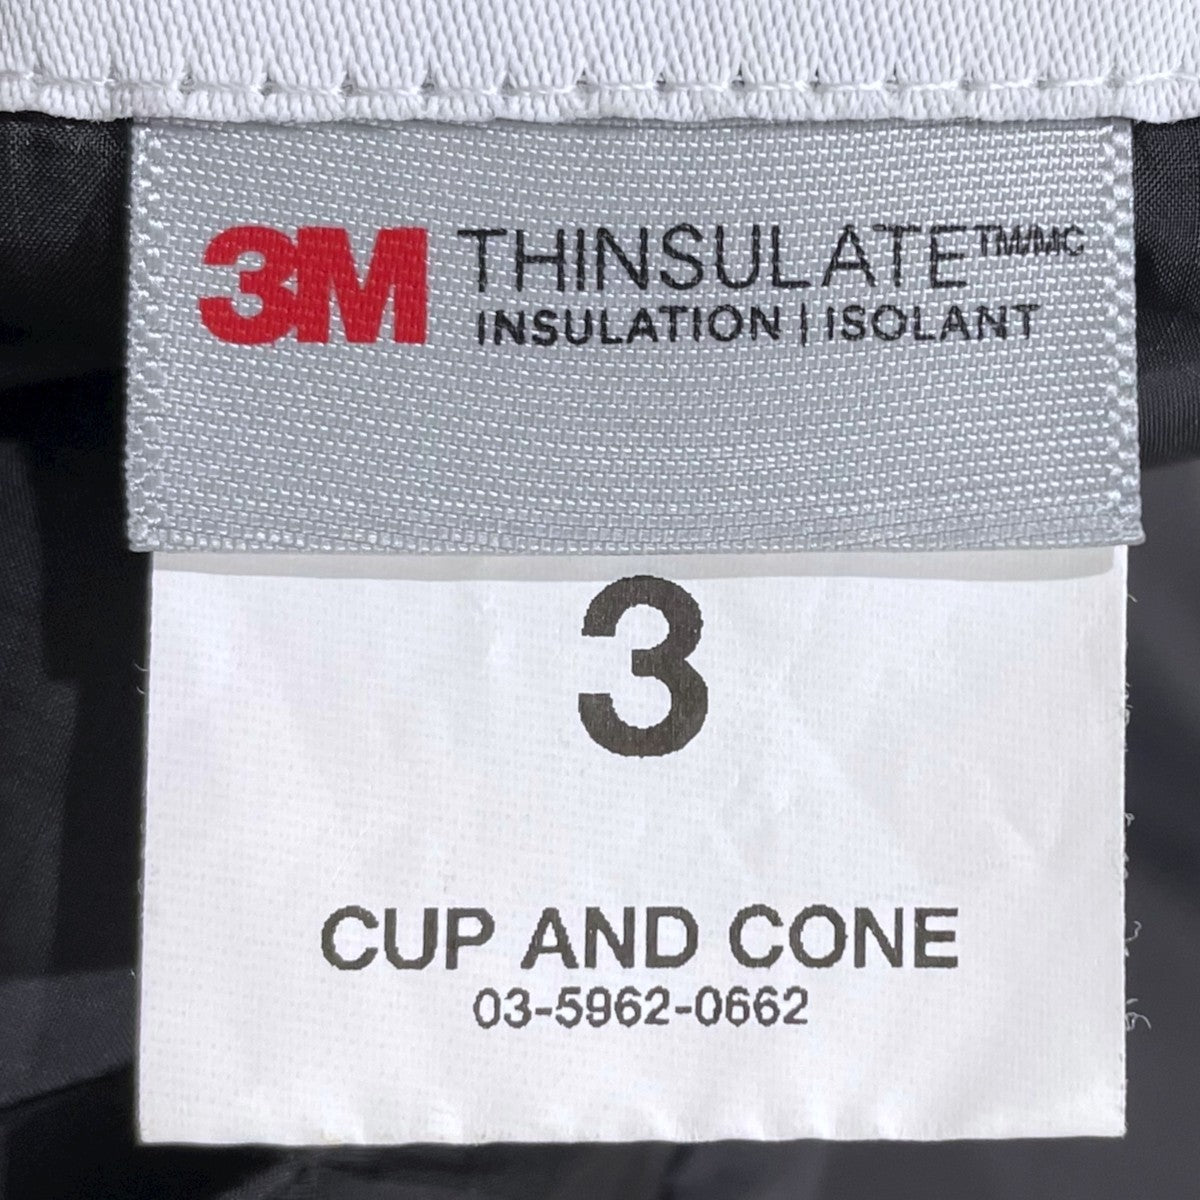 3M THINSULATE™/MC
INSULATION | ISOLANT
3
CUP AND CONE
03-5962-0662